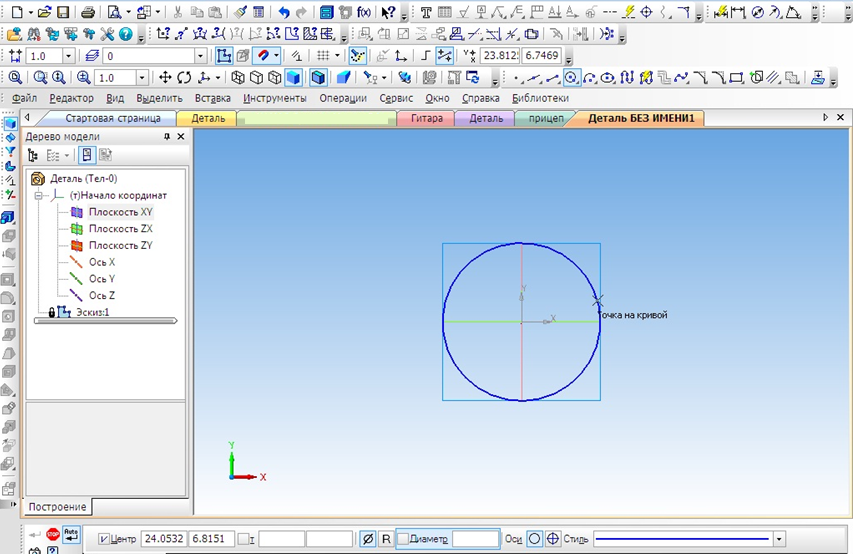 f(x)
T
1.0
0
23.812
6.7469
1.0
Файл Редактор Вид Выделить Вставка Инструменты Операции Сервис Окно Справка Библиотеки
Стартовая страница Деталь Гитара Деталь прицеп Деталь БЕЗ ИМЕНИ1
Дерево модели
Деталь (Тел-0)
(т)Начало координат
Плоскость XY
Плоскость ZX
Плоскость ZY
Ось X
Ось Y
Ось Z
Эскиз:1
Y
X
очка на кривой
Y
X
Построение
STOP Auto Центр 24.0532 6.8151 т R Диаметр Оси Стиль